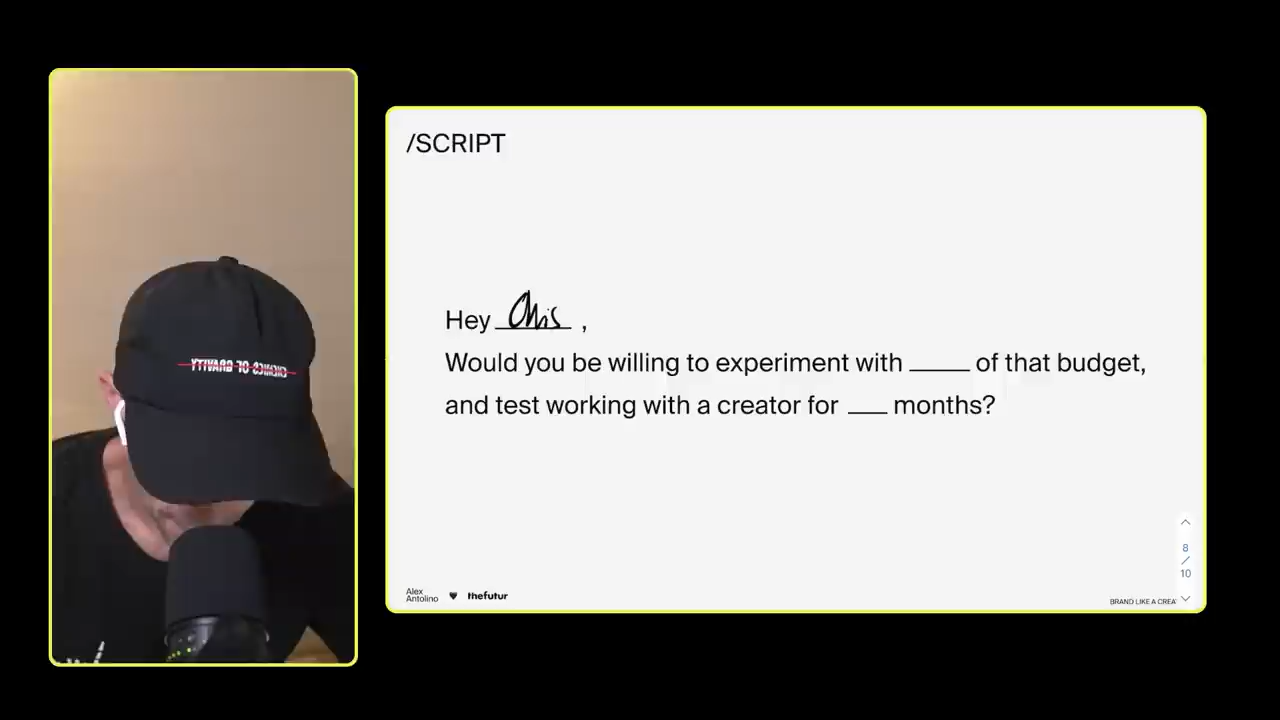 /SCRIPT
Hey Chris ,
Would you be willing to experiment with _____ of that budget,
and test working with a creator for ___ months?
8
/
10
Alex
Antolino
thefutur
BRAND LIKE A CREA